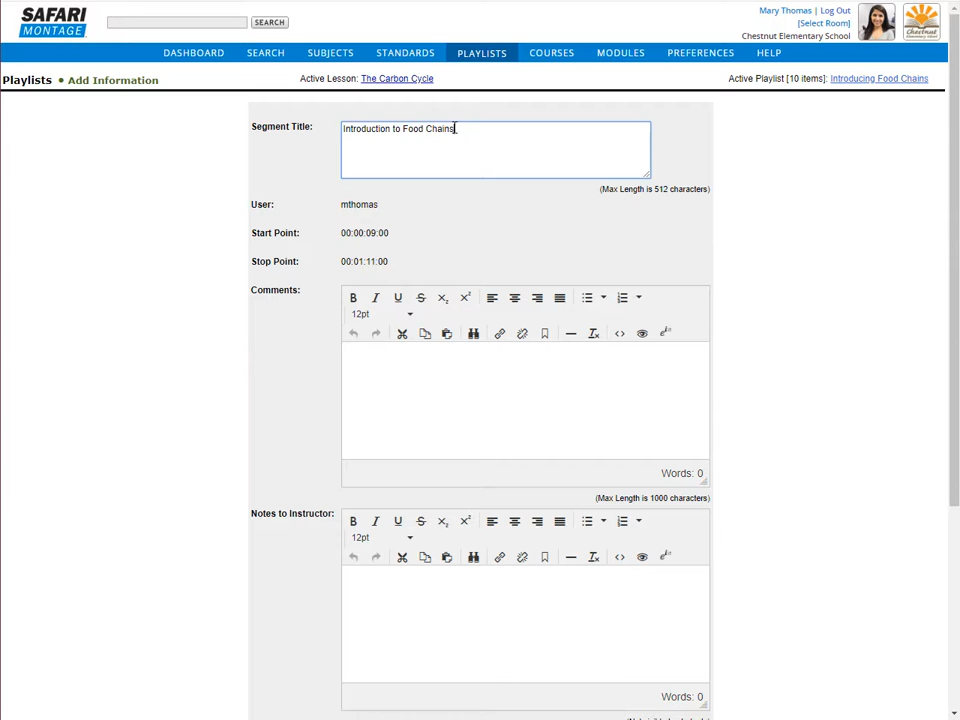 SAFARI
MONTAGE
SEARCH
Mary Thomas | Log Out
[Select Room]
Chestnut Elementary School
Chestnut
DASHBOARD SEARCH SUBJECTS STANDARDS PLAYLISTS COURSES MODULES PREFERENCES HELP
Playlists • Add Information
Active Lesson: The Carbon Cycle
Active Playlist [10 items]: Introducing Food Chains
Segment Title:
Introduction to Food Chains
(Max Length is 512 characters)
User: mthomas
Start Point: 00:00:09:00
Stop Point: 00:01:11:00
Comments:
12pt
Words: 0
(Max Length is 1000 characters)
Notes to Instructor:
12pt
Words: 0